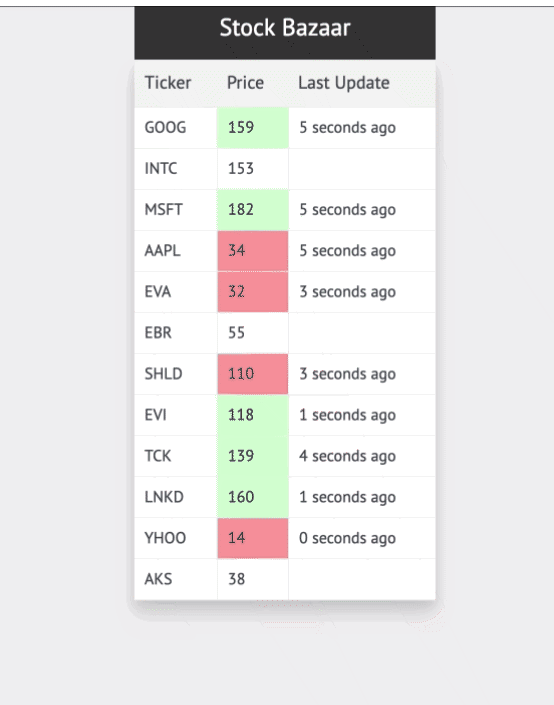 Stock Bazaar
Ticker Price Last Update
GOOG 159 5 seconds ago
INTC 153
MSFT 182 5 seconds ago
AAPL 34 5 seconds ago
EVA 32 3 seconds ago
EBR 55
SHLD 110 3 seconds ago
EVI 118 1 seconds ago
TCK 139 4 seconds ago
LNKD 160 1 seconds ago
YHOO 14 0 seconds ago
AKS 38